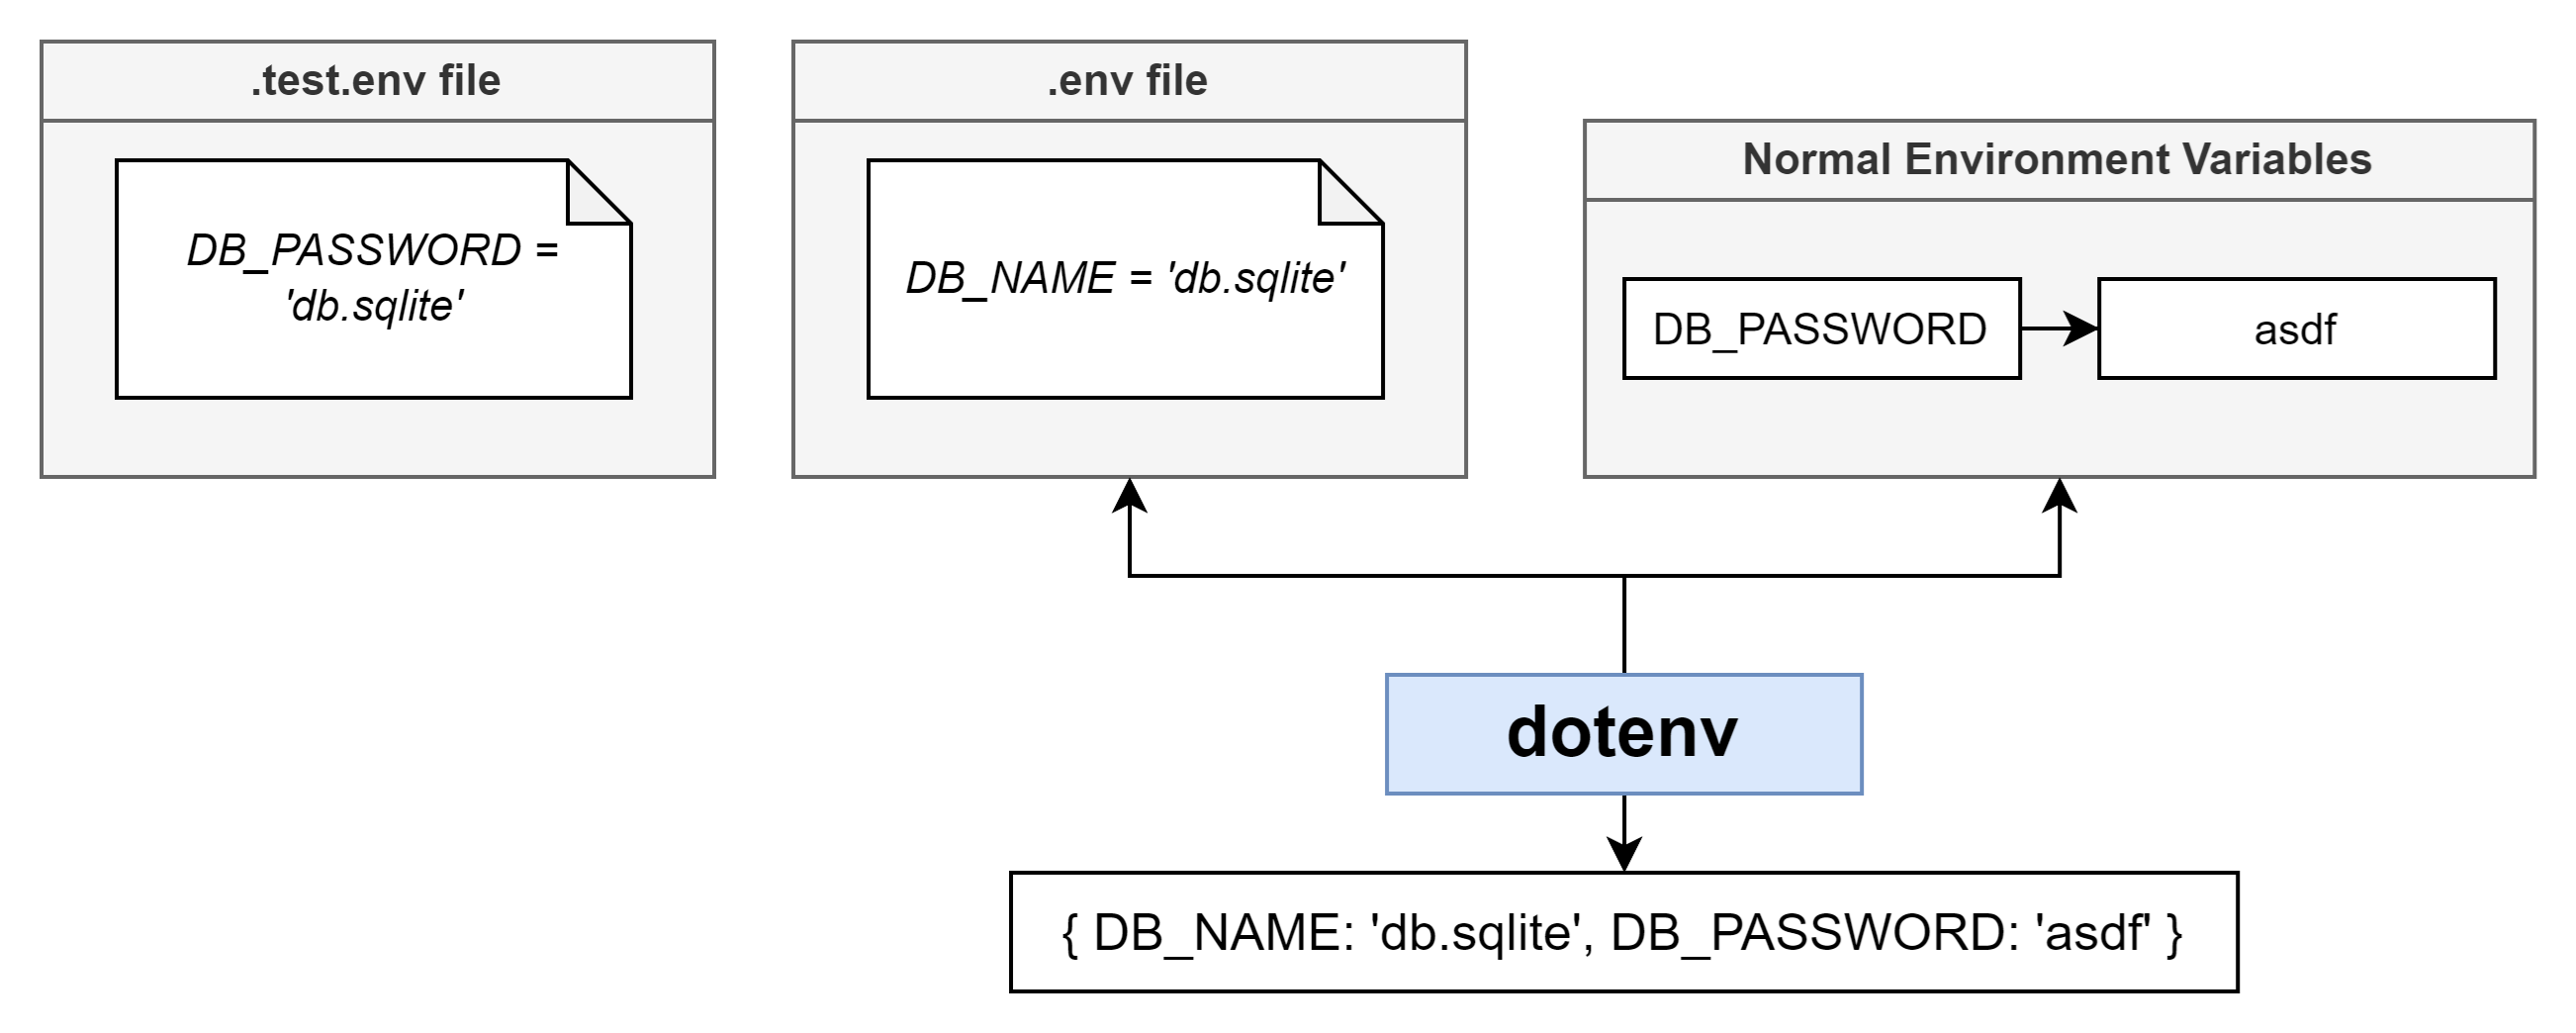 .test.env file
DB_PASSWORD =
'db.sqlite'
.env file
DB_NAME = 'db.sqlite'
Normal Environment Variables
DB_PASSWORD
asdf
dotenv
{ DB_NAME: 'db.sqlite', DB_PASSWORD: 'asdf' }